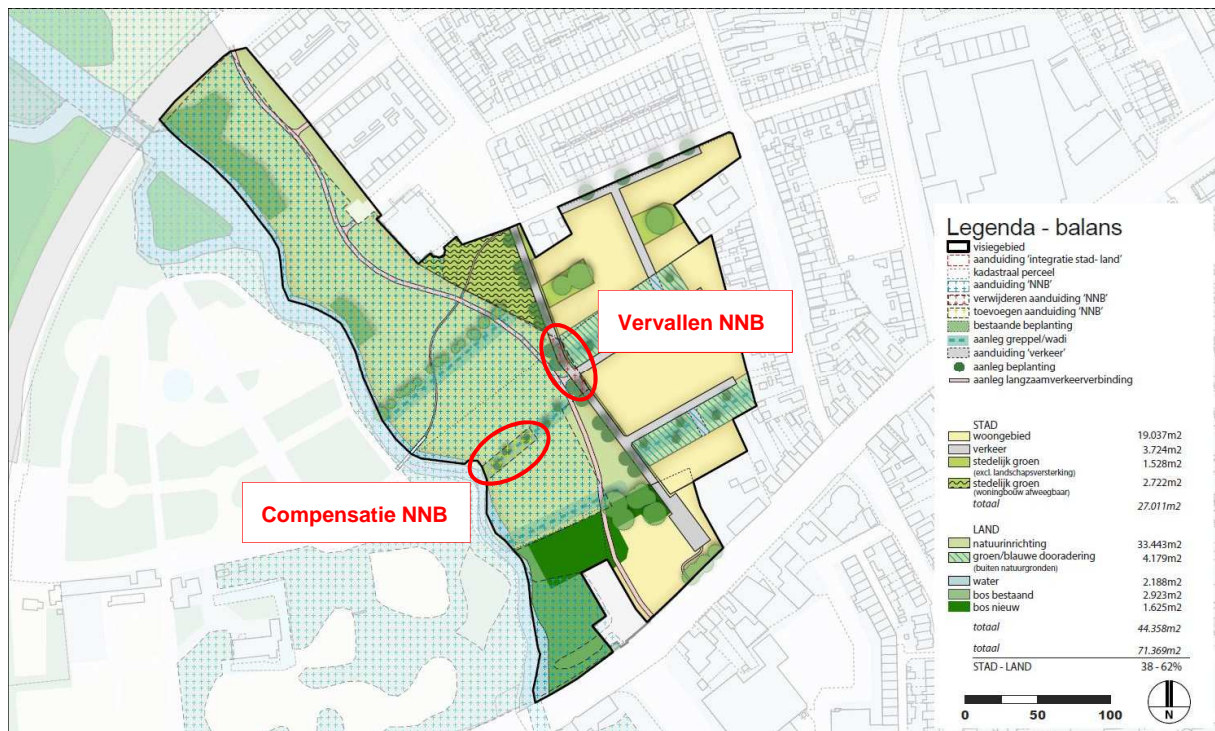 Vervallen NNB
Compensatie NNB
Legenda - balans
visiegebied
aanduiding 'integratie stad- land'
kadastraal perceel
aanduiding 'NNB'
verwijderen aanduiding 'NNB'
toevoegen aanduiding 'NNB'
bestaande beplanting
aanleg greppel/wadi
aanduiding 'verkeer'
aanleg beplanting
aanleg langzaamverkeerverbinding
STAD
woongebied 19.037m2
verkeer 3.724m2
stedelijk groen 1.528m2
(excl. landschapsversterking)
stedelijk groen 2.722m2
(woningbouw afweegbaar)
totaal 27.011m2
LAND
natuurinrichting 33.443m2
groen/blauwe dooradering 4.179m2
(buiten natuurgronden)
water 2.188m2
bos bestaand 2.923m2
bos nieuw 1.625m2
totaal 44.358m2
totaal 71.369m2
STAD - LAND 38 - 62%
0 50 100
N